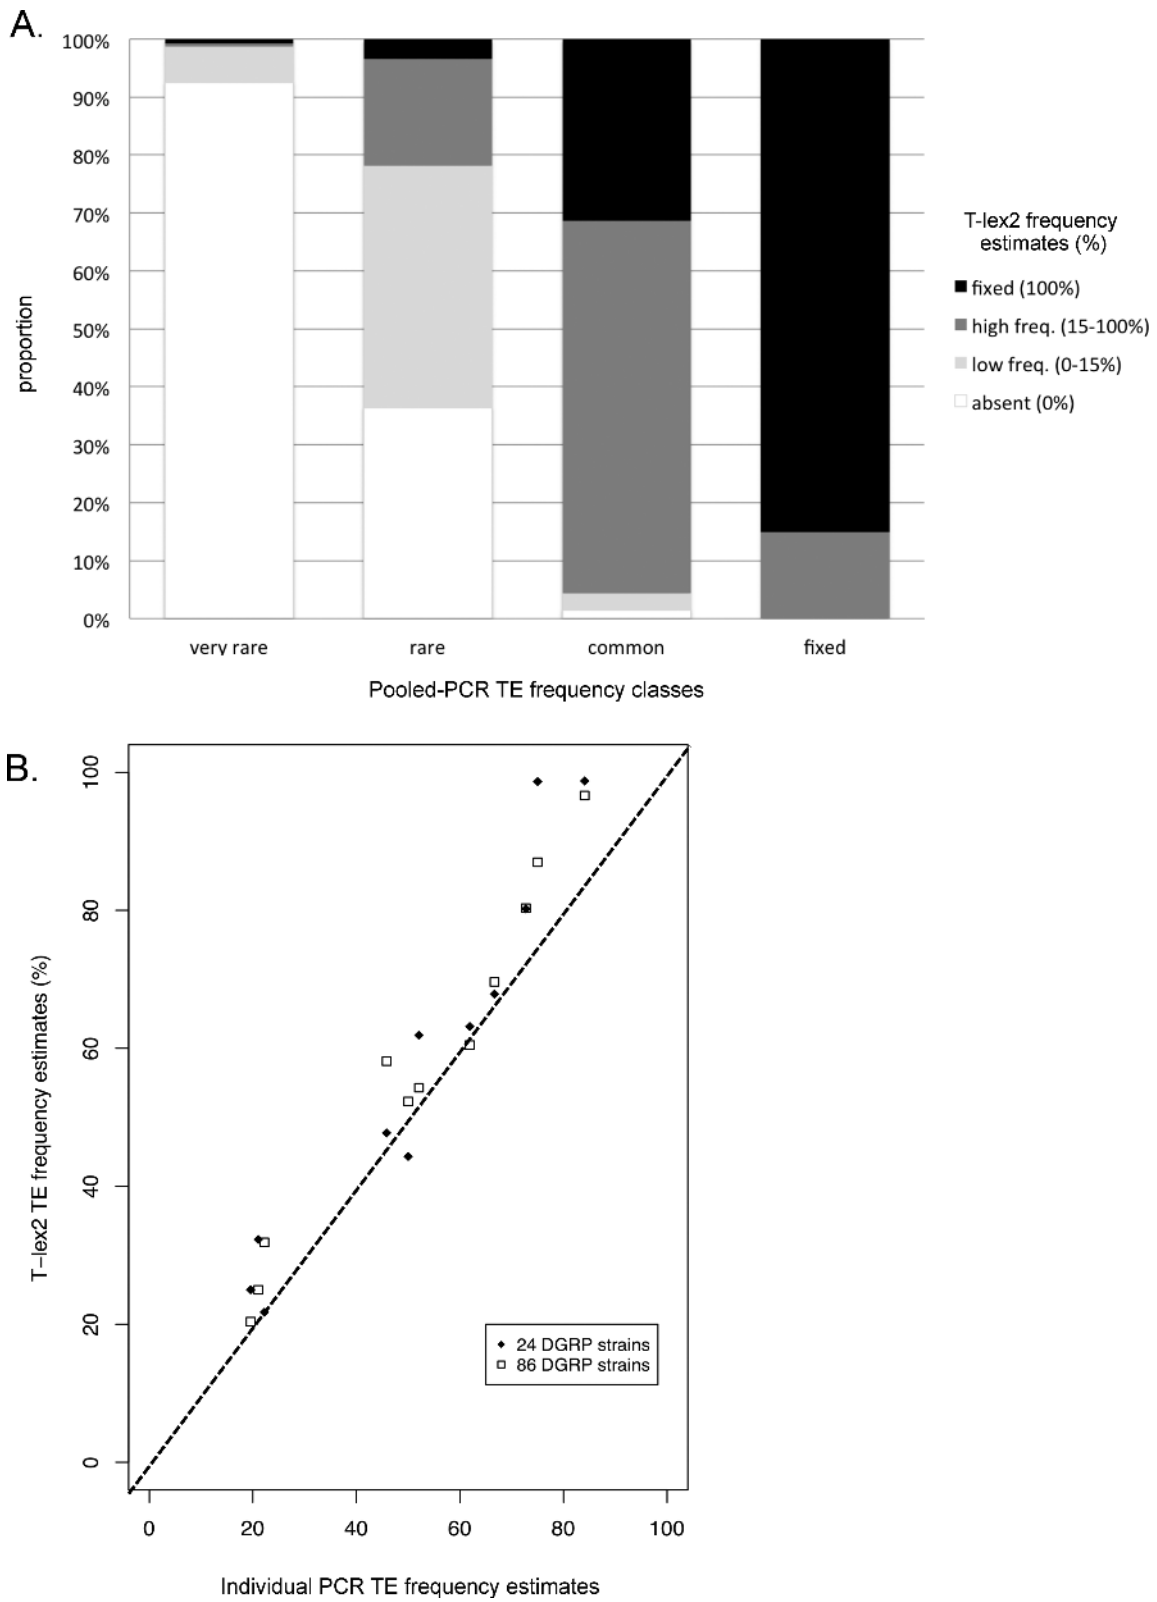 A.
100%
90%
80%
70%
60%
50%
40%
30%
20%
10%
0%
proportion
very rare
rare
common
fixed
Pooled-PCR TE frequency classes
T-lex2 frequency
estimates (%)
fixed (100%)
high freq. (15-100%)
low freq. (0-15%)
absent (0%)
B.
100
80
60
40
20
0
T-lex2 TE frequency estimates (%)
24 DGRP strains
86 DGRP strains
0 20 40 60 80 100
Individual PCR TE frequency estimates